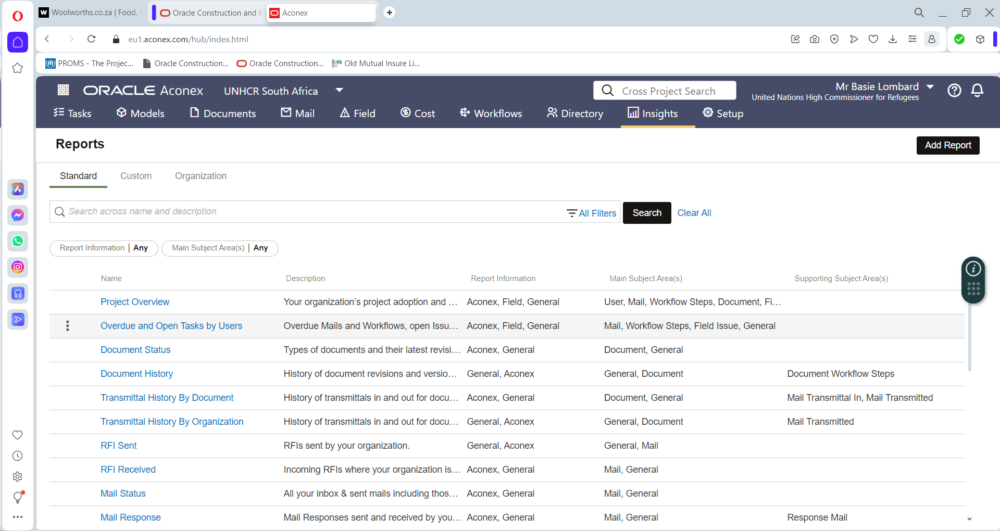 Woolworths.co.za | Food,
Oracle Construction and E
Aconex
eu1.aconex.com/hub/index.html
PROMS - The Projec...
Oracle Construction...
Oracle Construction...
Old Mutual Insure Li...
ORACLE Aconex
UNHCR South Africa
Cross Project Search
Mr Basie Lombard
United Nations High Commissioner for Refugees
Tasks
Models
Documents
Mail
Field
Cost
Workflows
Directory
Insights
Setup
Reports
Add Report
Standard
Custom
Organization
Search across name and description
All Filters
Search
Clear All
Report Information | Any
Main Subject Area(s) | Any
Name Description Report Information Main Subject Area(s) Supporting Subject Area(s)
Project Overview Your organization's project adoption and ... Aconex, Field, General User, Mail, Workflow Steps, Document, Fi...
Overdue and Open Tasks by Users Overdue Mails and Workflows, open Issu... Aconex, Field, General Mail, Workflow Steps, Field Issue, General
Document Status Types of documents and their latest revisi... Aconex, General Document, General
Document History History of document revisions and versio... General, Aconex General, Document Document Workflow Steps
Transmittal History By Document History of transmittals in and out for docu... Aconex, General Document, General Mail Transmittal In, Mail Transmitted
Transmittal History By Organization History of transmittals in and out for docu... General, Aconex General, Document Mail Transmitted
RFI Sent RFIs sent by your organization. General, Aconex General, Mail
RFI Received Incoming RFIs where your organization is... Aconex, General Mail, General
Mail Status All your inbox & sent mails including thos... Aconex, General Mail, General
Mail Response Mail Responses sent and received by you... Aconex, General Mail, General Response Mail